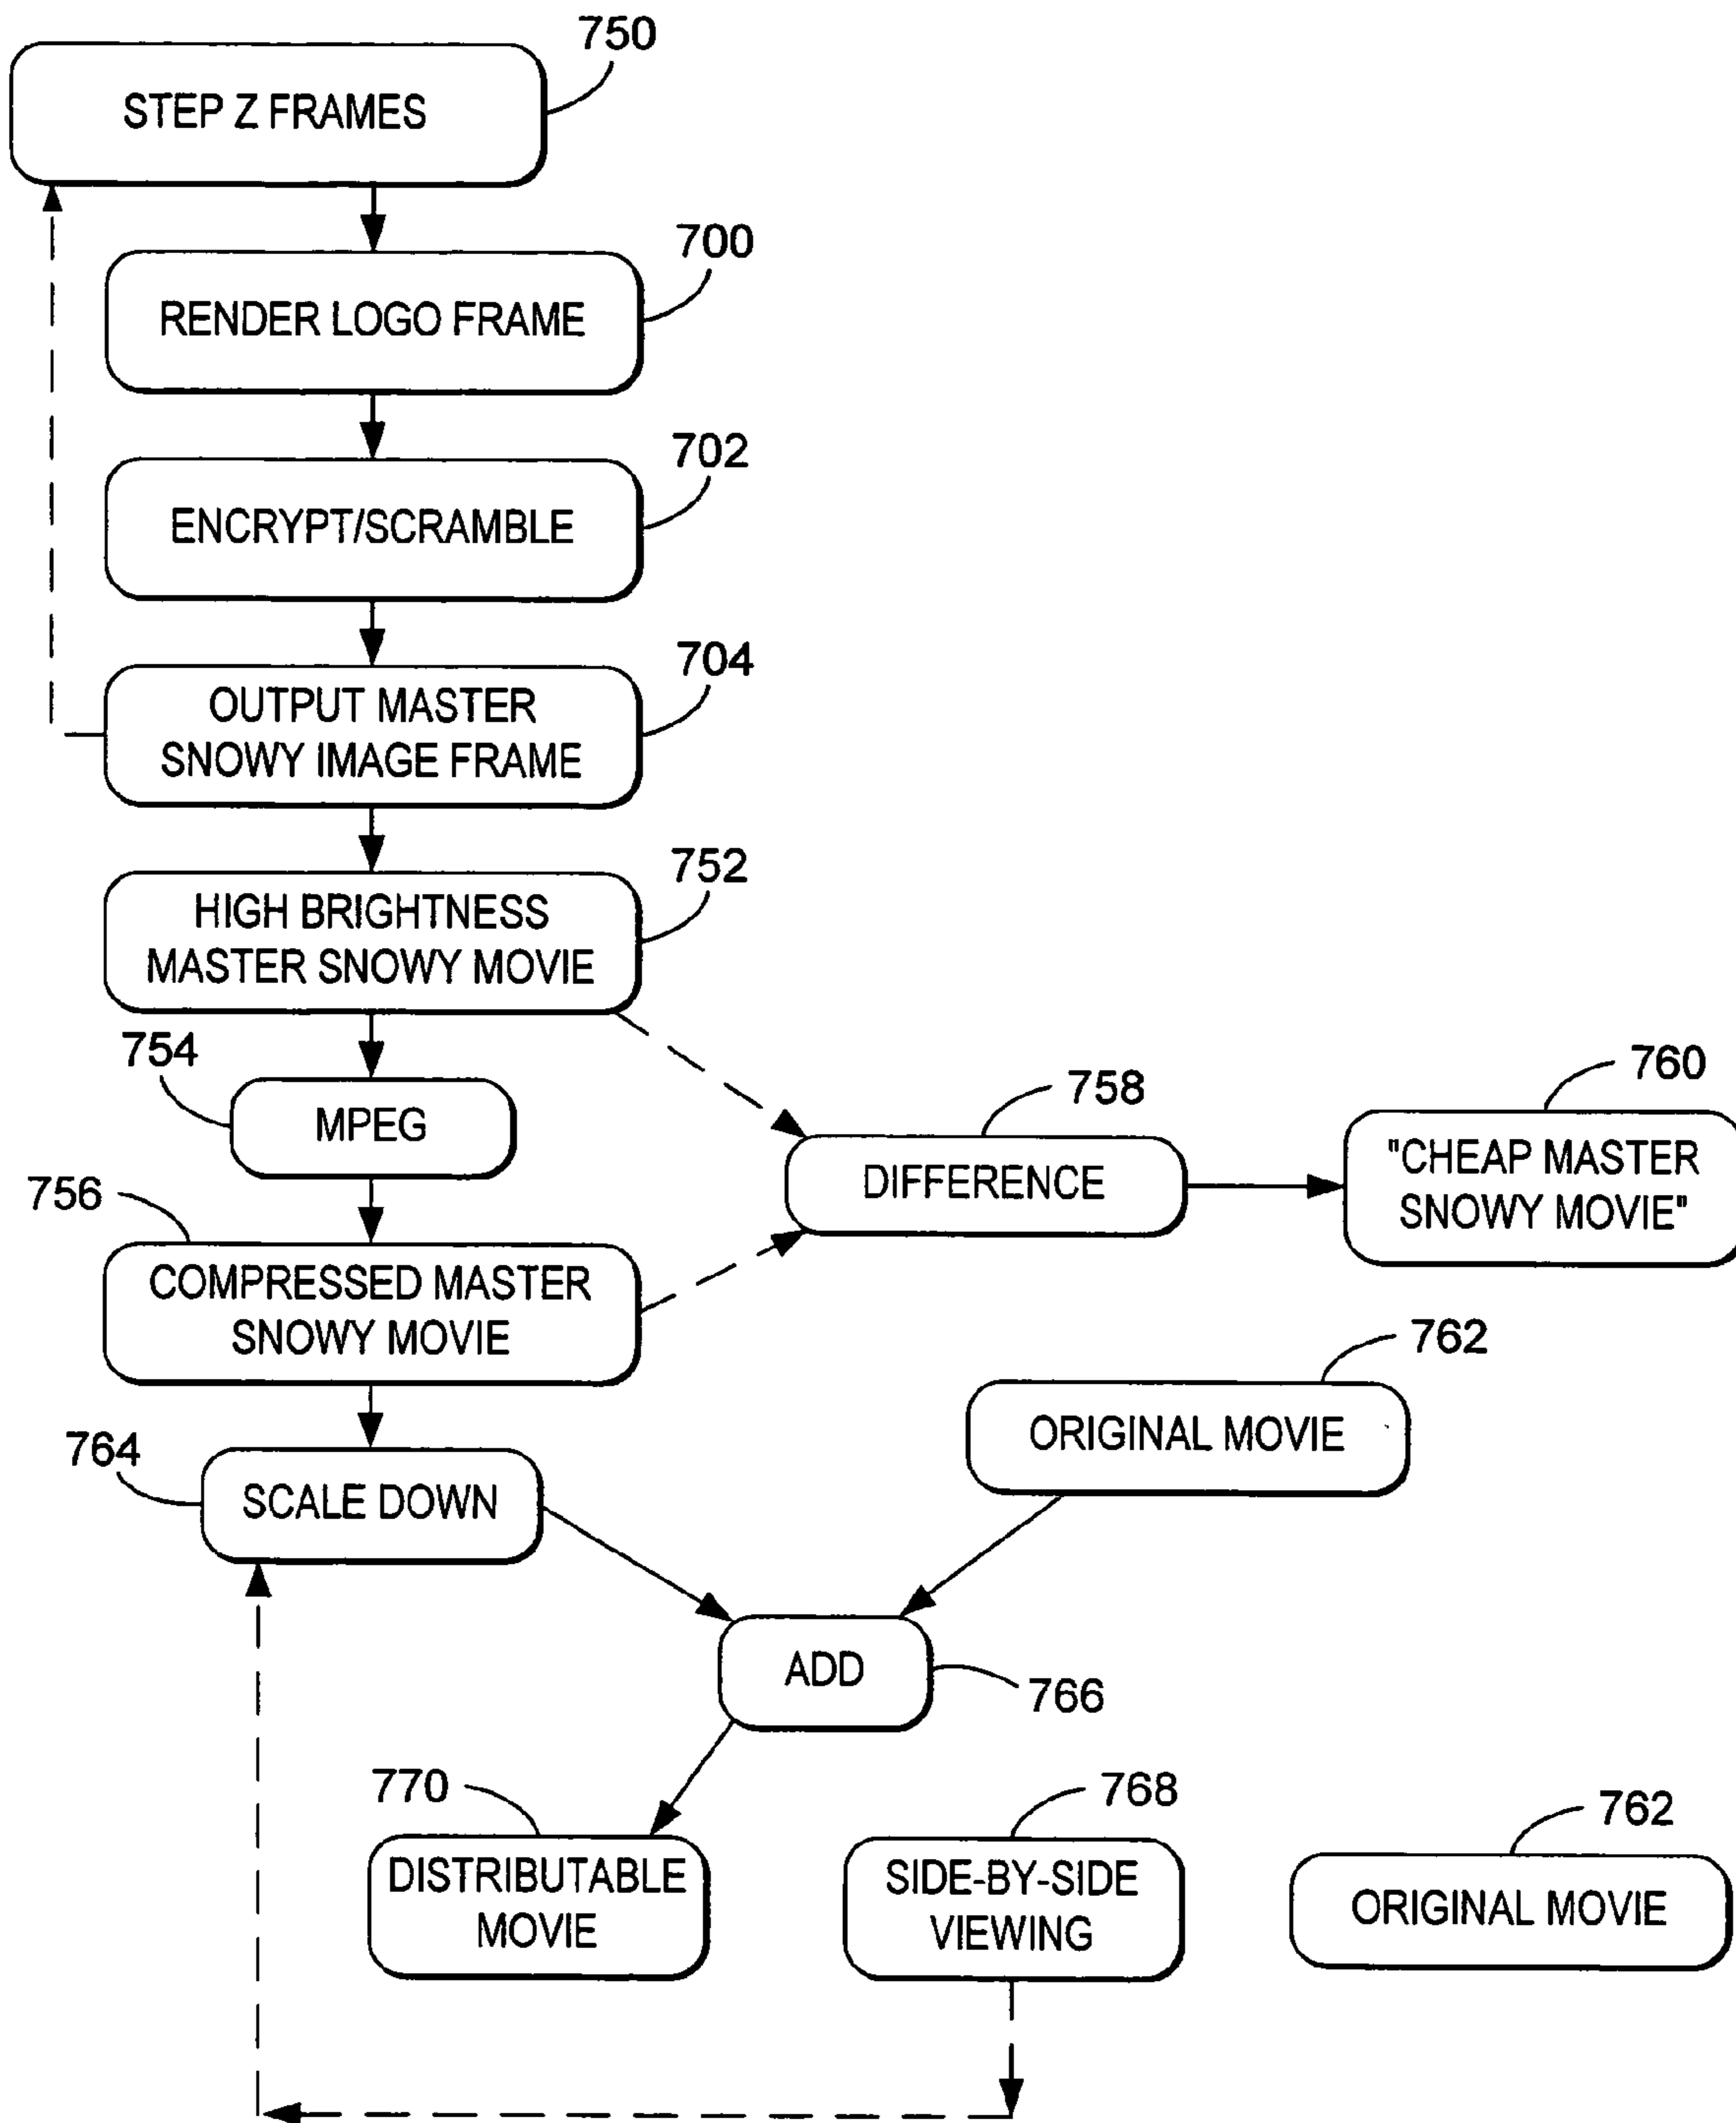 750
STEP Z FRAMES
700
RENDER LOGO FRAME
702
ENCRYPT/SCRAMBLE
704
OUTPUT MASTER
SNOWY IMAGE FRAME
752
HIGH BRIGHTNESS
MASTER SNOWY MOVIE
754
MPEG
758
DIFFERENCE
760
"CHEAP MASTER
SNOWY MOVIE"
756
COMPRESSED MASTER
SNOWY MOVIE
762
ORIGINAL MOVIE
764
SCALE DOWN
ADD
766
770
DISTRIBUTABLE
MOVIE
768
SIDE-BY-SIDE
VIEWING
762
ORIGINAL MOVIE